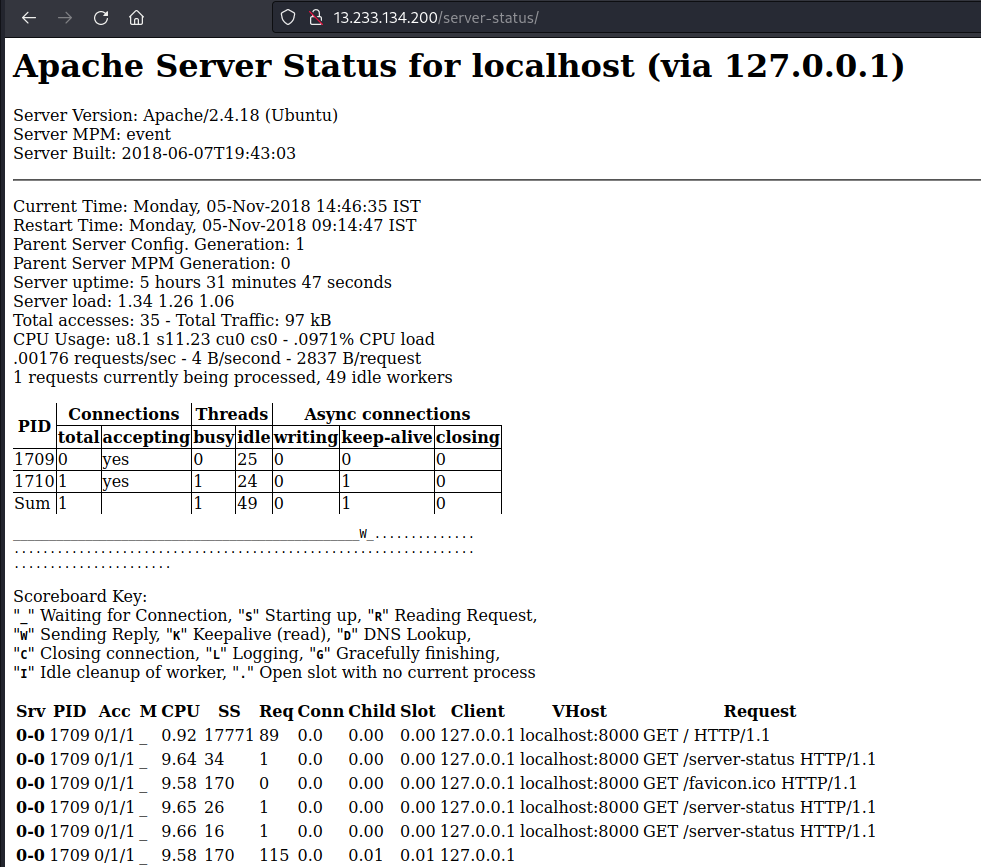 13.233.134.200/server-status/
Apache Server Status for localhost (via 127.0.0.1)
Server Version: Apache/2.4.18 (Ubuntu)
Server MPM: event
Server Built: 2018-06-07T19:43:03
Current Time: Monday, 05-Nov-2018 14:46:35 IST
Restart Time: Monday, 05-Nov-2018 09:14:47 IST
Parent Server Config. Generation: 1
Parent Server MPM Generation: 0
Server uptime: 5 hours 31 minutes 47 seconds
Server load: 1.34 1.26 1.06
Total accesses: 35 - Total Traffic: 97 kB
CPU Usage: u8.1 s11.23 cu0 cs0 - .0971% CPU load
.00176 requests/sec - 4 B/second - 2837 B/request
1 requests currently being processed, 49 idle workers
PID Connections Threads Async connections
total accepting busy idle writing keep-alive closing
1709 0 yes 0 25 0 0 0
1710 1 yes 1 24 0 1 0
Sum 1 1 49 0 1 0
________________________________________________W_..............
................................................................
......................
Scoreboard Key:
"_" Waiting for Connection, "S" Starting up, "R" Reading Request,
"W" Sending Reply, "K" Keepalive (read), "D" DNS Lookup,
"C" Closing connection, "L" Logging, "G" Gracefully finishing,
"I" Idle cleanup of worker, "." Open slot with no current process
Srv PID Acc M CPU SS Req Conn Child Slot Client VHost Request
0-0 1709 0/1/1 _ 0.92 17771 89 0.0 0.00 0.00 127.0.0.1 localhost:8000 GET / HTTP/1.1
0-0 1709 0/1/1 _ 9.64 34 1 0.0 0.00 0.00 127.0.0.1 localhost:8000 GET /server-status HTTP/1.1
0-0 1709 0/1/1 _ 9.58 170 0 0.0 0.00 0.00 127.0.0.1 localhost:8000 GET /favicon.ico HTTP/1.1
0-0 1709 0/1/1 _ 9.65 26 1 0.0 0.00 0.00 127.0.0.1 localhost:8000 GET /server-status HTTP/1.1
0-0 1709 0/1/1 _ 9.66 16 1 0.0 0.00 0.00 127.0.0.1 localhost:8000 GET /server-status HTTP/1.1
0-0 1709 0/1/1 _ 9.58 170 115 0.0 0.01 0.01 127.0.0.1